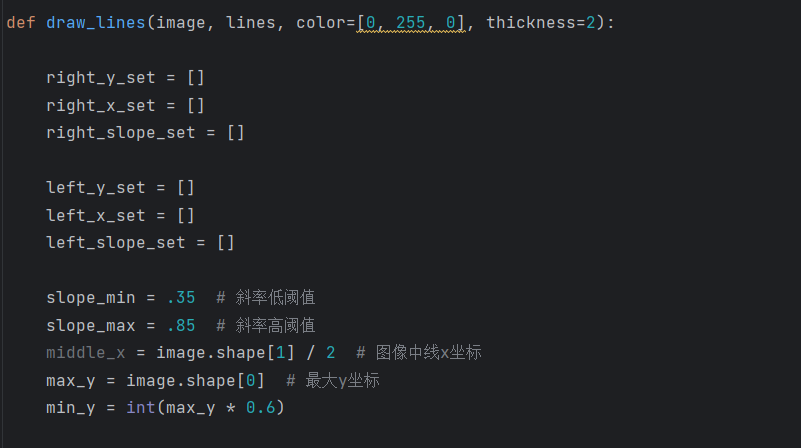 def draw_lines(image, lines, color=[0, 255, 0], thickness=2):
right_y_set = []
right_x_set = []
right_slope_set = []
left_y_set = []
left_x_set = []
left_slope_set = []
slope_min = .35  # 斜率低阈值
slope_max = .85  # 斜率高阈值
middle_x = image.shape[1] / 2  # 图像中线x坐标
max_y = image.shape[0]  # 最大y坐标
min_y = int(max_y * 0.6)